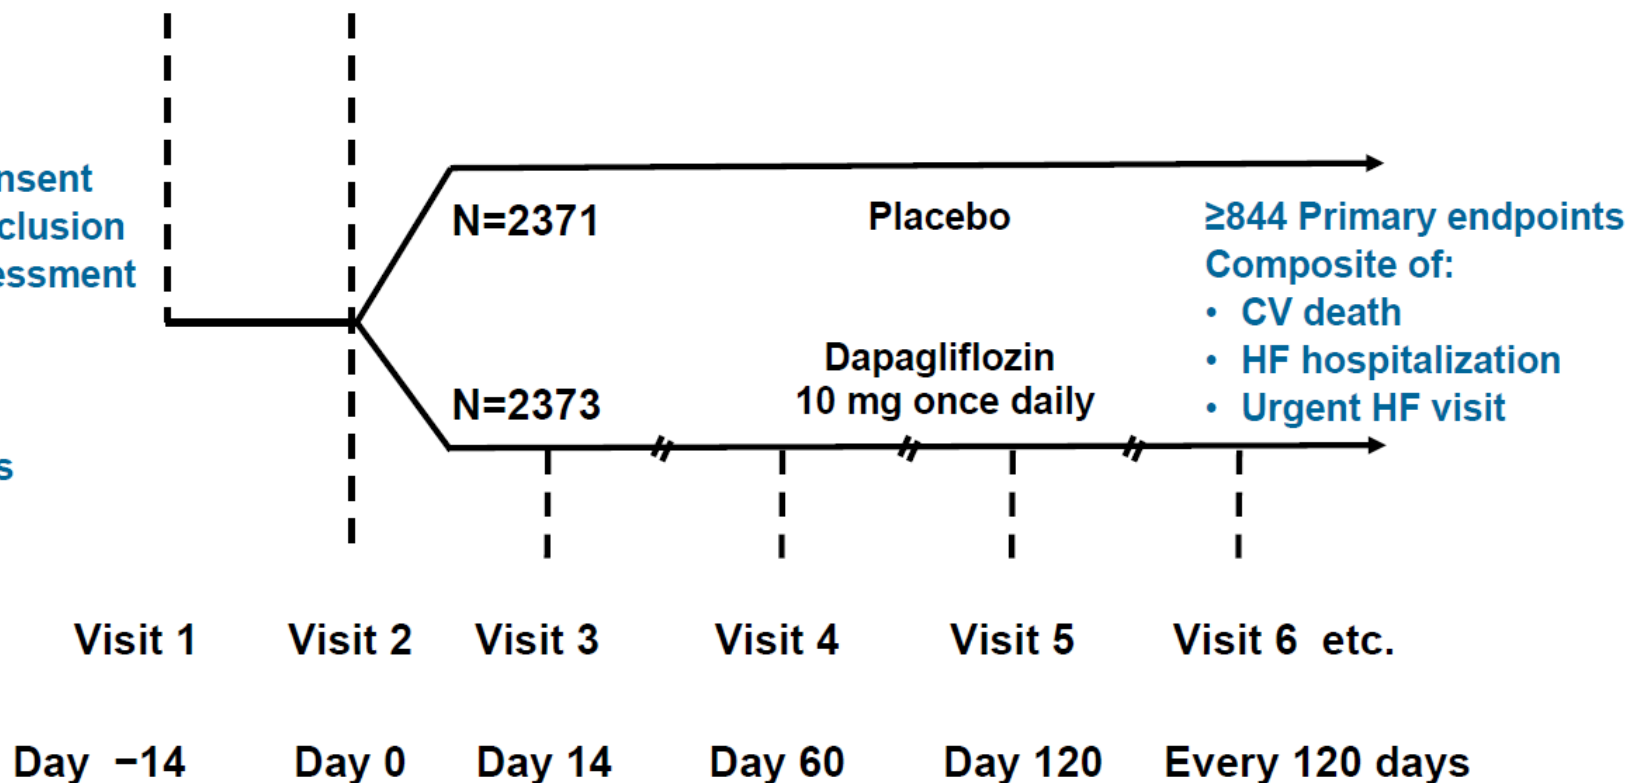 nsent
clusion
essment
s
N=2371
Placebo
N=2373
Dapagliflozin
10 mg once daily
≥844 Primary endpoints
Composite of:
• CV death
• HF hospitalization
• Urgent HF visit
Visit 1 Visit 2 Visit 3 Visit 4 Visit 5 Visit 6 etc.
Day −14 Day 0 Day 14 Day 60 Day 120 Every 120 days